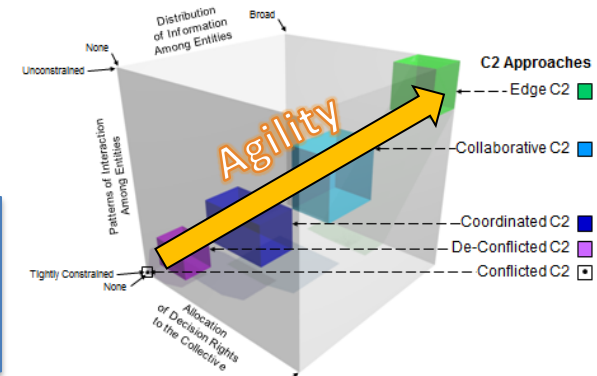 Distribution
of Information
Among Entities
Broad
None
Unconstrained
Patterns of Interaction
Among Entities
Tightly Constrained
None
Allocation
of Decision Rights
to the Collective
Agility
C2 Approaches
Edge C2
Collaborative C2
Coordinated C2
De-Conflicted C2
Conflicted C2